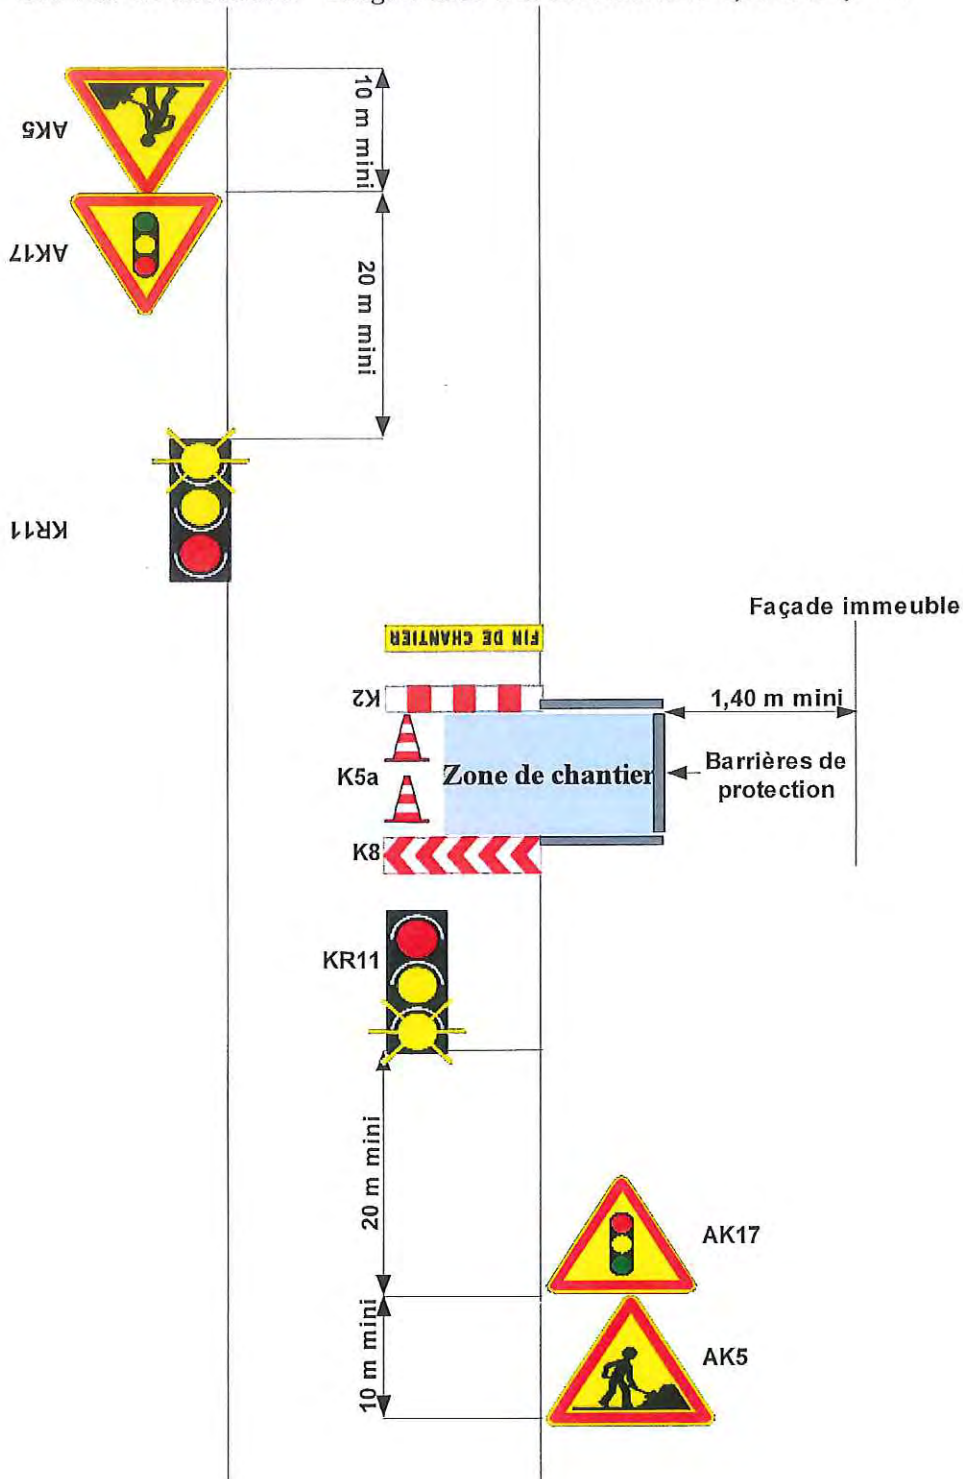 AK5
10 m mini
AK17
20 m mini
KR11
FIN DE CHANTIER
Façade immeuble
K2
1,40 m mini
K5a
Zone de chantier
Barrières de
protection
K8
KR11
20 m mini
AK17
10 m mini
AK5